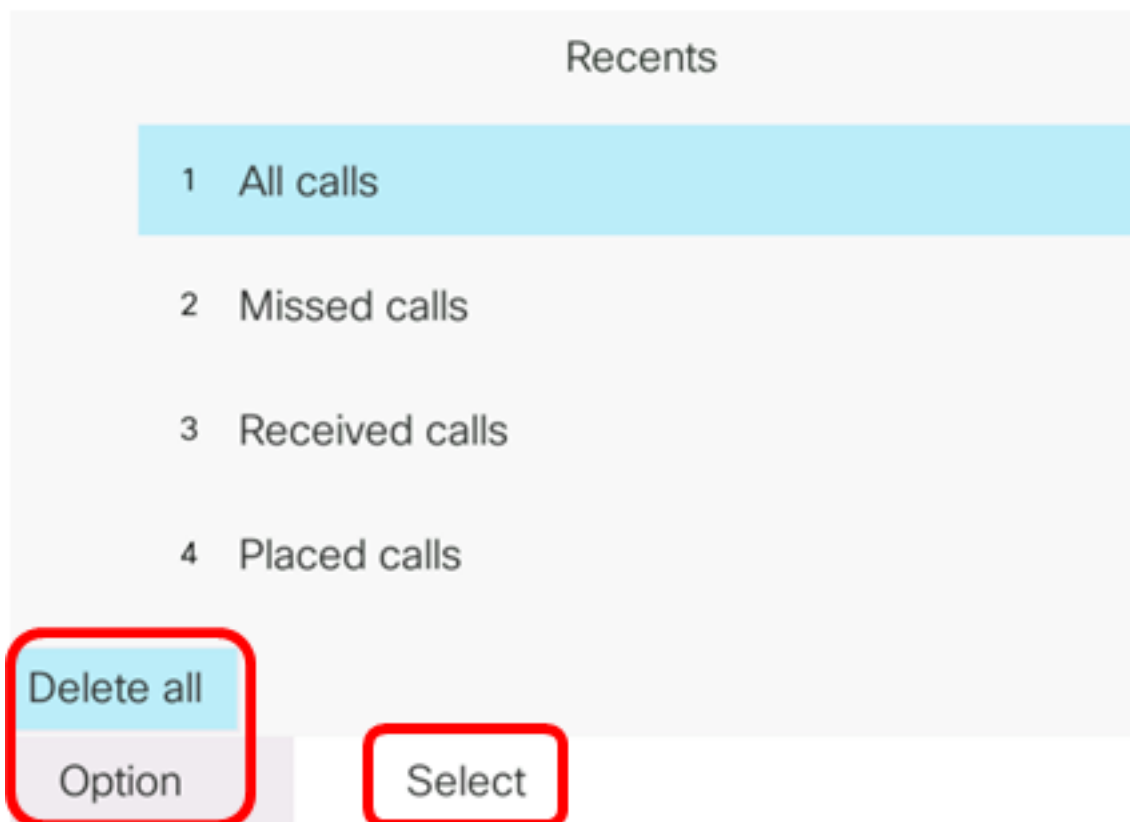 Recents
1 All calls
2 Missed calls
3 Received calls
4 Placed calls
Delete all
Option Select